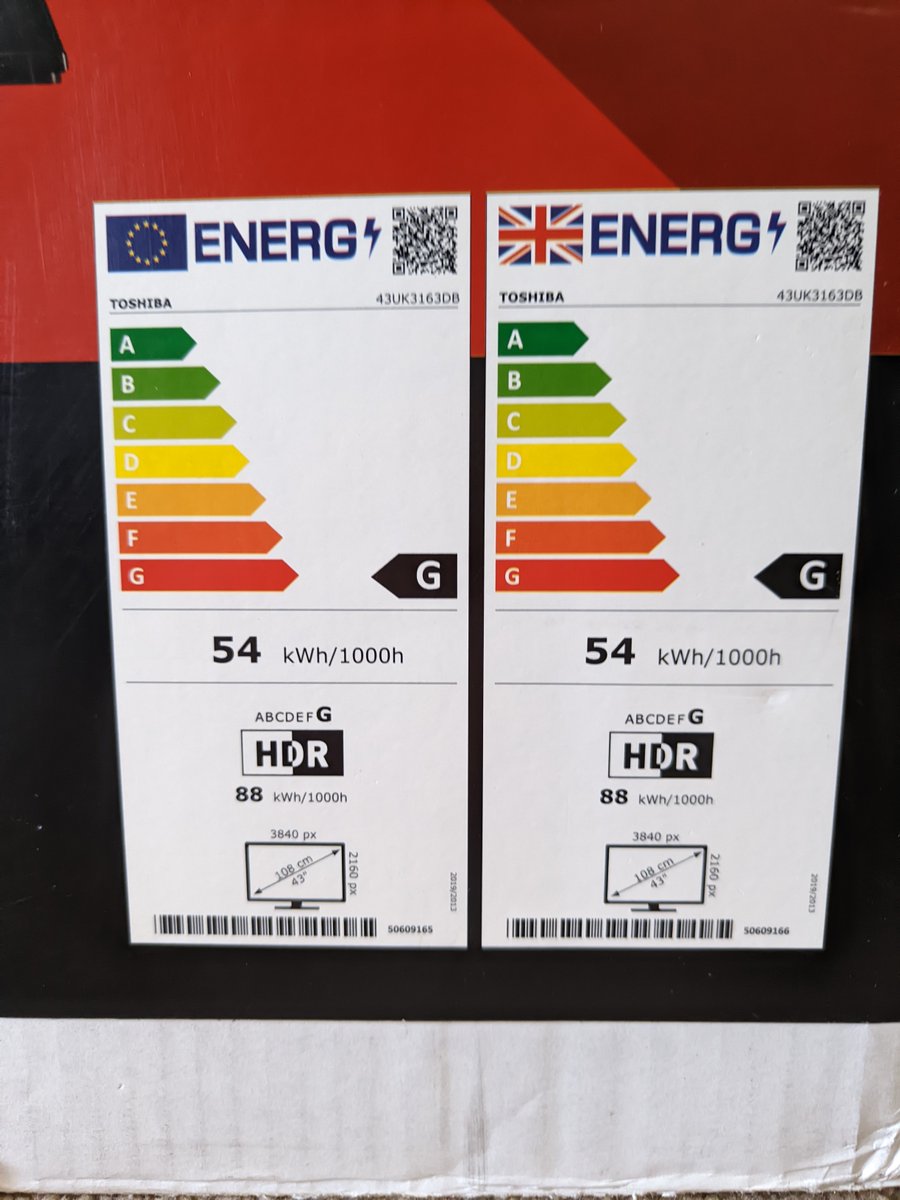 ENERG
TOSHIBA 43UK3163DB
A
B
C
D
E
F
G
G
54 kWh/1000h
ABCDEFG
HDR
88 kWh/1000h
3840 px
2160 px
108 cm
43"
2019/2013
50609165
ENERG
TOSHIBA 43UK3163DB
A
B
C
D
E
F
G
G
54 kWh/1000h
ABCDEFG
HDR
88 kWh/1000h
3840 px
2160 px
108 cm
43"
2019/2013
50609166